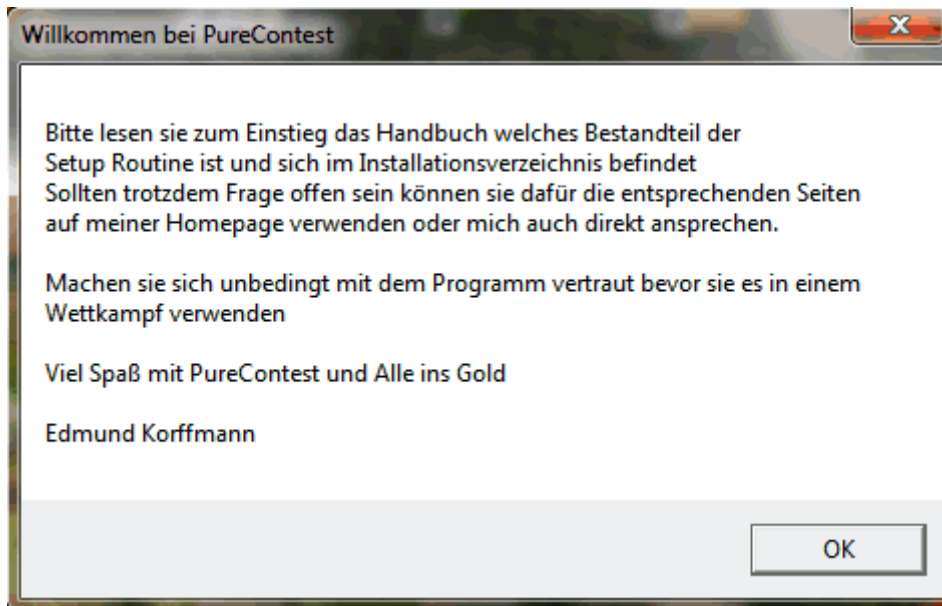 Willkommen bei PureContest
Bitte lesen sie zum Einstieg das Handbuch welches Bestandteil der
Setup Routine ist und sich im Installationsverzeichnis befindet
Sollten trotzdem Frage offen sein können sie dafür die entsprechenden Seiten
auf meiner Homepage verwenden oder mich auch direkt ansprechen.
Machen sie sich unbedingt mit dem Programm vertraut bevor sie es in einem
Wettkampf verwenden
Viel Spaß mit PureContest und Alle ins Gold
Edmund Korffmann
OK